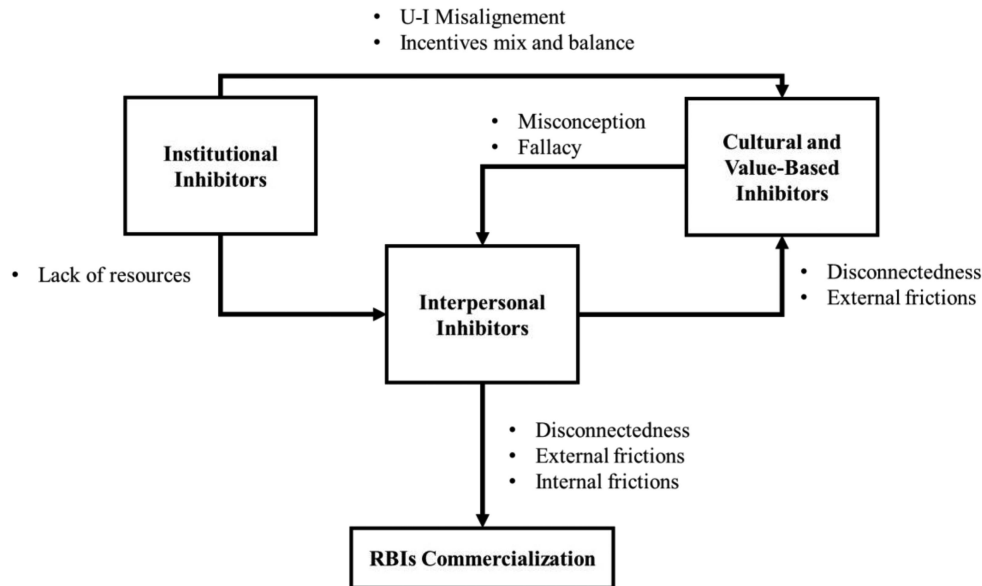 • U-I Misalignement
• Incentives mix and balance
Institutional
Inhibitors
• Misconception
• Fallacy
Cultural and
Value-Based
Inhibitors
• Lack of resources
Interpersonal
Inhibitors
• Disconnectedness
• External frictions
• Disconnectedness
• External frictions
• Internal frictions
RBIs Commercialization